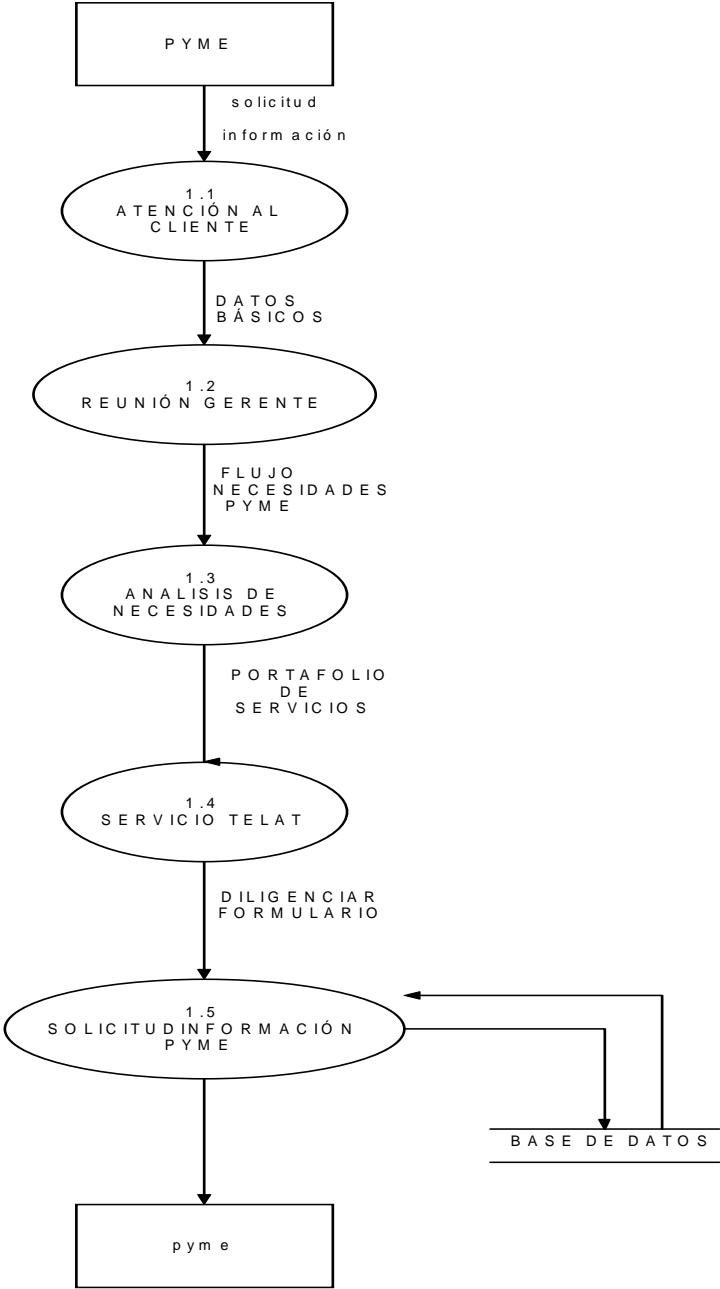 PYME
solicitud
información
1.1
ATENCIÓN AL
CLIENTE
DATOS
BÁSICOS
1.2
REUNIÓN GERENTE
FLUJO
NECESIDADES
PYME
1.3
ANALISIS DE
NECESIDADES
PORTAFOLIO
DE
SERVICIOS
1.4
SERVICIO TELAT
DILIGENCIAR
FORMULARIO
1.5
SOLICITUDINFORMACIÓN
PYME
BASE DE DATOS
pyme